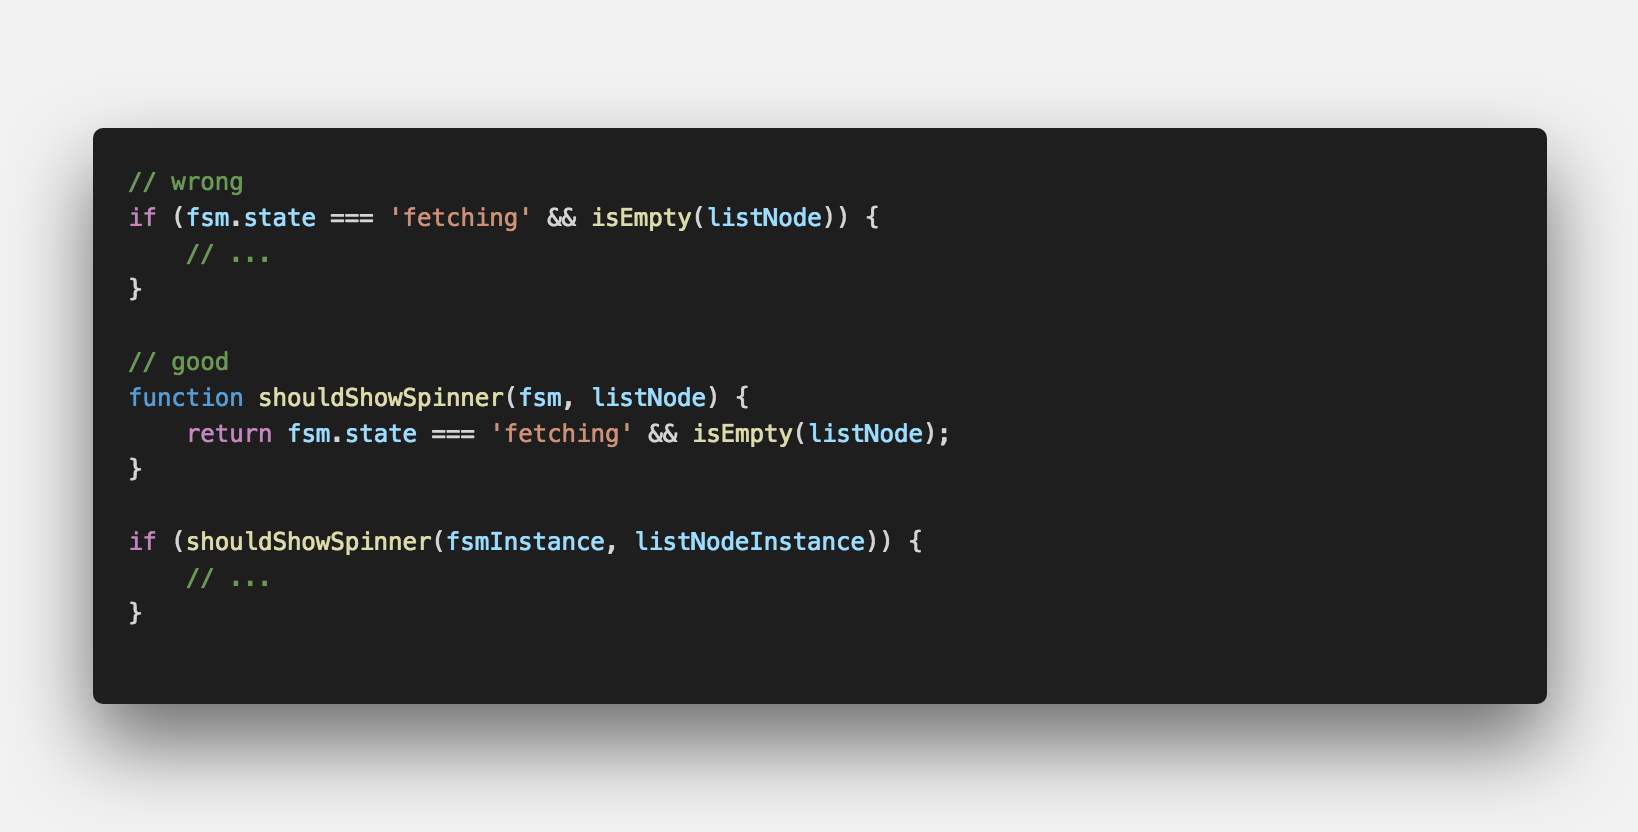 // wrong
if (fsm.state === 'fetching' && isEmpty(listNode)) {
    // ...
}

// good
function shouldShowSpinner(fsm, listNode) {
    return fsm.state === 'fetching' && isEmpty(listNode);
}

if (shouldShowSpinner(fsmInstance, listNodeInstance)) {
    // ...
}